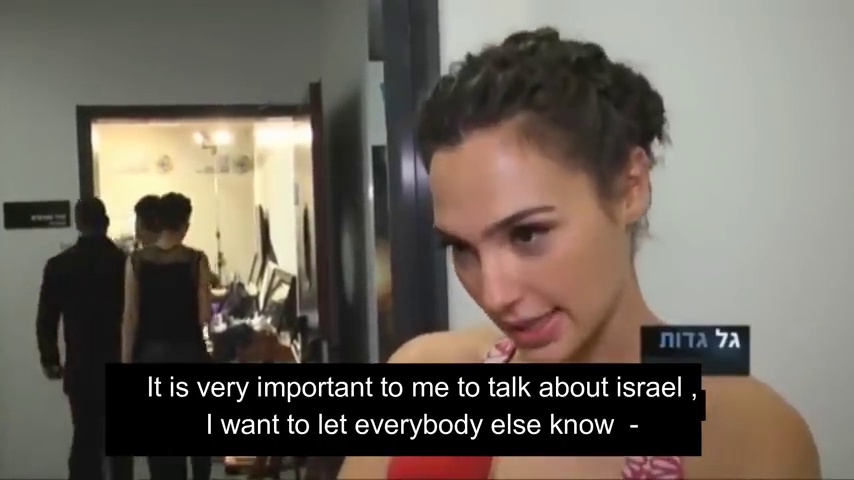 גל גדות
It is very important to me to talk about israel ,
I want to let everybody else know -